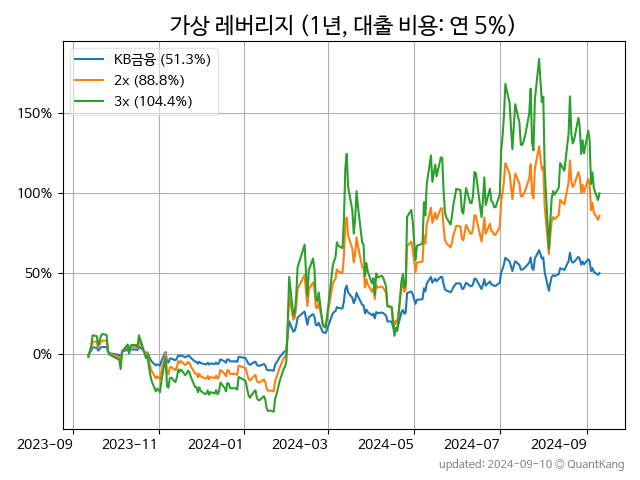 가상 레버리지 (1년, 대출 비용: 연 5%)
KB금융 (51.3%)
2x (88.8%)
3x (104.4%)
150%
100%
50%
0%
2023-09
2023-11
2024-01
2024-03
2024-05
2024-07
2024-09
updated: 2024-09-10 © QuantKang